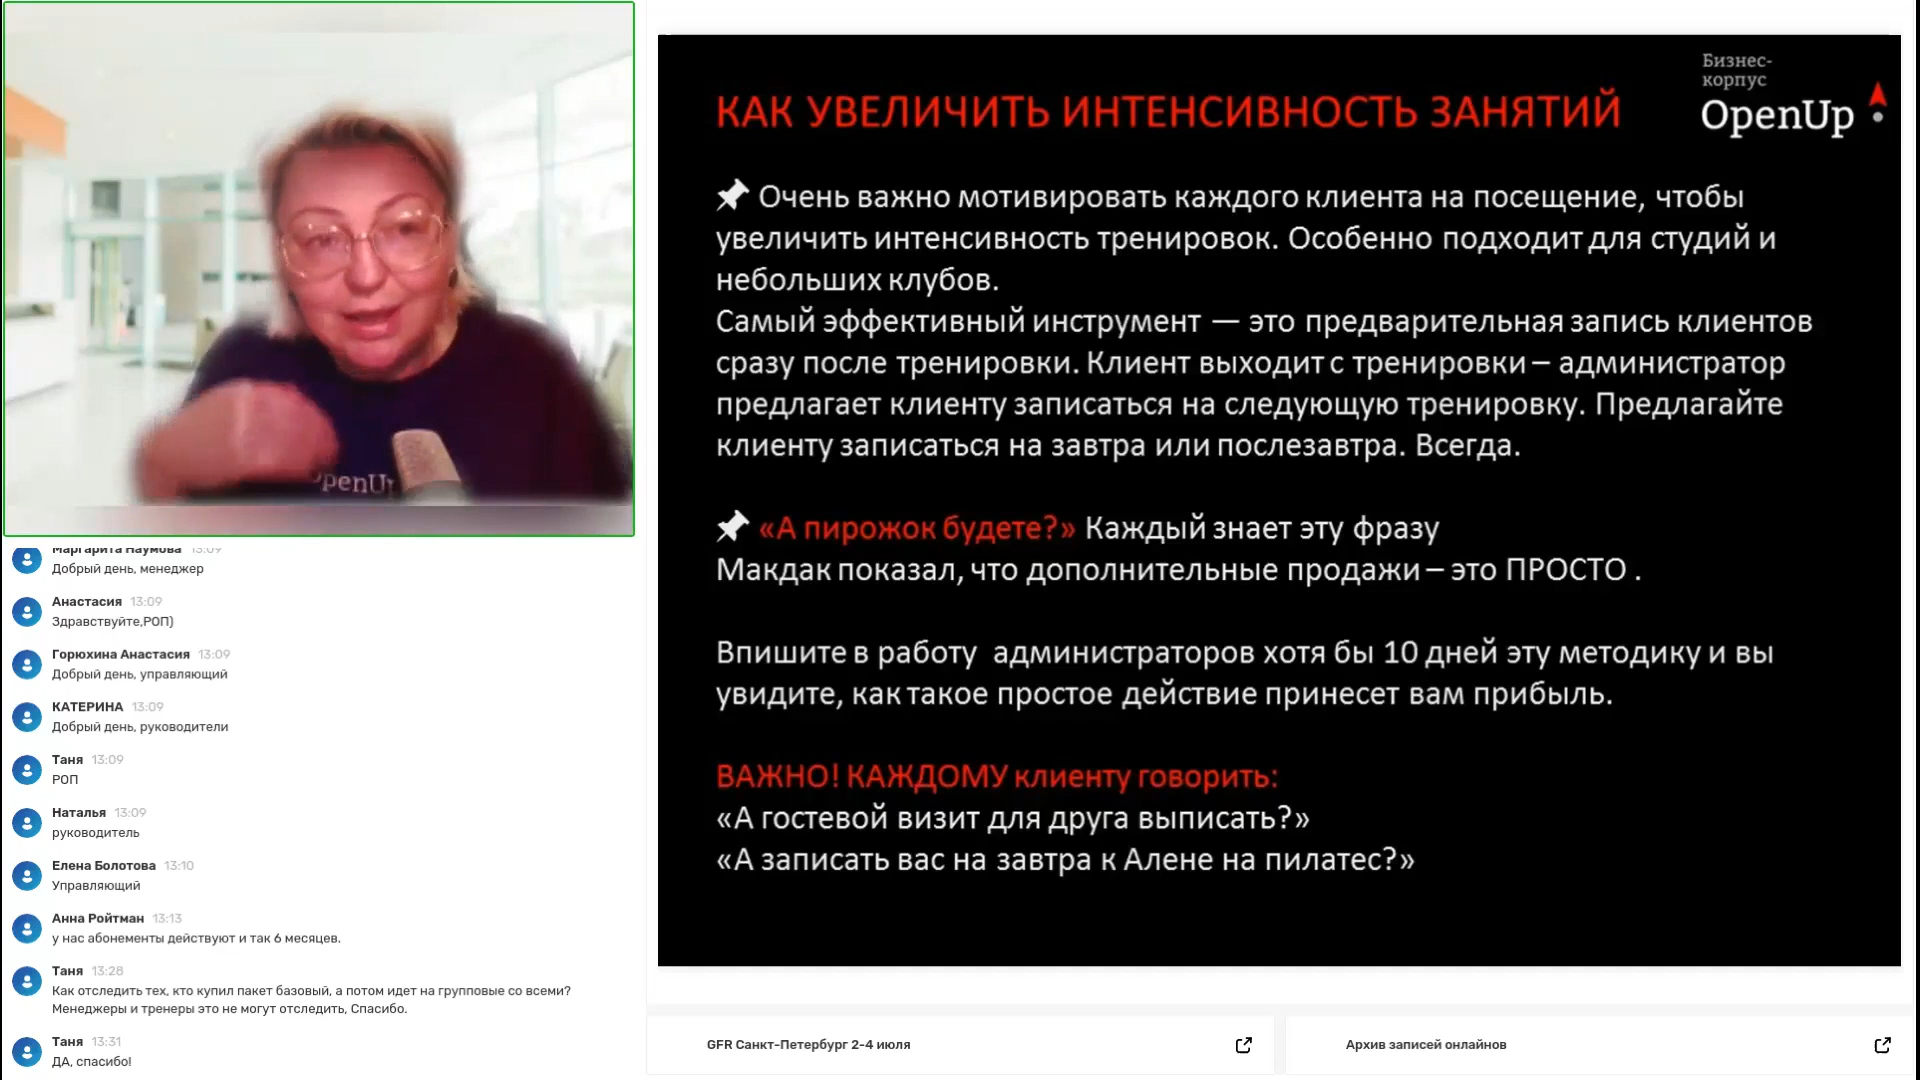 Бизнес-
корпус
OpenUp
КАК УВЕЛИЧИТЬ ИНТЕНСИВНОСТЬ ЗАНЯТИЙ
Очень важно мотивировать каждого клиента на посещение, чтобы
увеличить интенсивность тренировок. Особенно подходит для студий и
небольших клубов.
Самый эффективный инструмент — это предварительная запись клиентов
сразу после тренировки. Клиент выходит с тренировки – администратор
предлагает клиенту записаться на следующую тренировку. Предлагайте
клиенту записаться на завтра или послезавтра. Всегда.
«А пирожок будете?» Каждый знает эту фразу
Макдак показал, что дополнительные продажи – это ПРОСТО .
Впишите в работу администраторов хотя бы 10 дней эту методику и вы
увидите, как такое простое действие принесет вам прибыль.
ВАЖНО! КАЖДОМУ клиенту говорить:
«А гостевой визит для друга выписать?»
«А записать вас на завтра к Алене на пилатес?»
OpenUp
Маргарита Наумова 13:09
Добрый день, менеджер
Анастасия 13:09
Здравствуйте,РОП)
Горюхина Анастасия 13:09
Добрый день, управляющий
КАТЕРИНА 13:09
Добрый день, руководители
Таня 13:09
РОП
Наталья 13:09
руководитель
Елена Болотова 13:10
Управляющий
Анна Ройтман 13:13
у нас абонементы действуют и так 6 месяцев.
Таня 13:28
Как отследить тех, кто купил пакет базовый, а потом идет на групповые со всеми?
Менеджеры и тренеры это не могут отследить, Спасибо.
Таня 13:31
ДА, спасибо!
GFR Санкт-Петербург 2-4 июля
Архив записей онлайнов